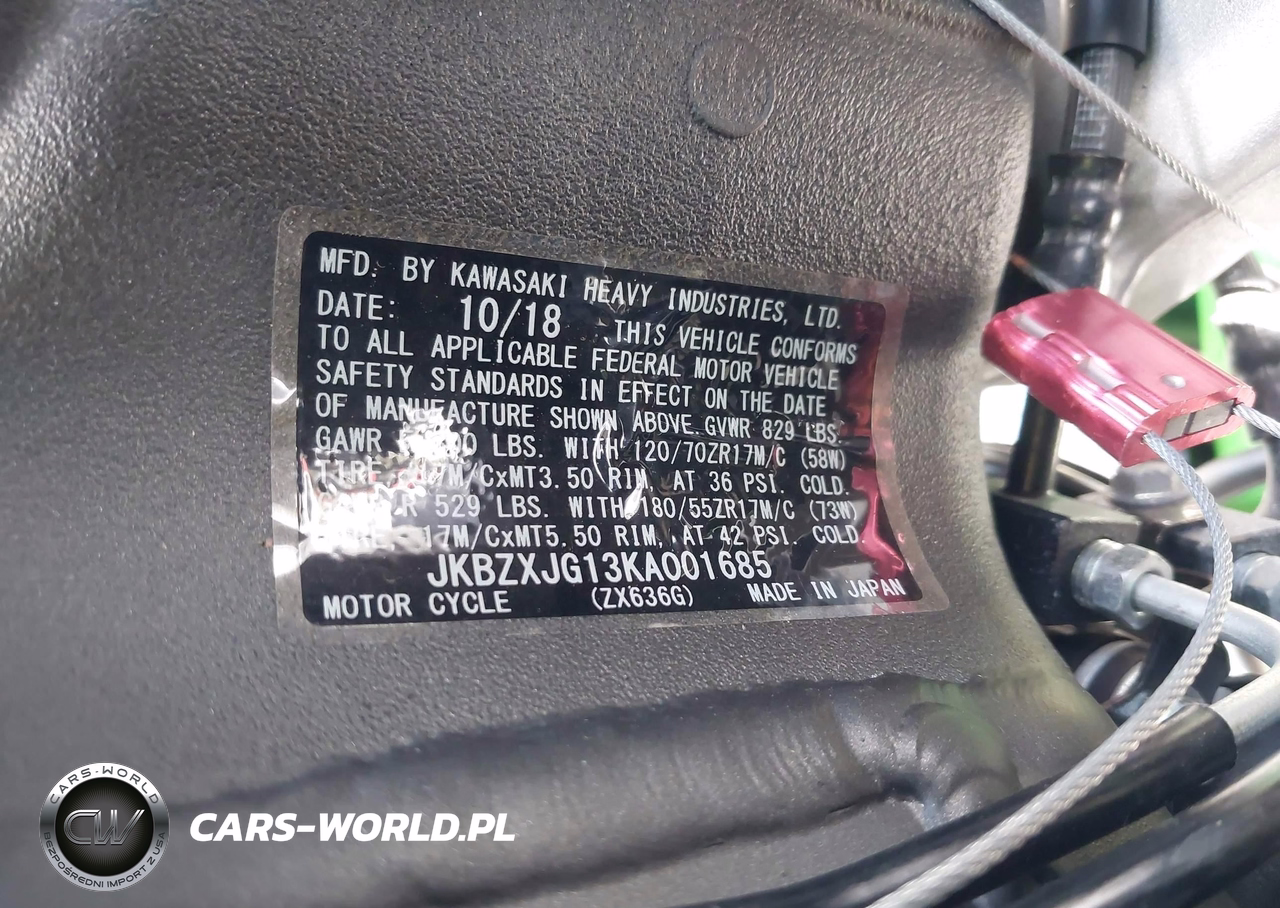 MFD. BY KAWASAKI HEAVY INDUSTRIES, LTD.
DATE: 10/18 THIS VEHICLE CONFORMS
TO ALL APPLICABLE FEDERAL MOTOR VEHICLE
SAFETY STANDARDS IN EFFECT ON THE DATE
OF MANUFACTURE SHOWN ABOVE. GVWR 829 LBS.
GAWR LBS. WITH 120/70ZR17M/C (58W)
TIRE, 17M/CxMT3.50 RIM, AT 36 PSI. COLD.
529 LBS. WITH 180/55ZR17M/C (73W)
17M/CxMT5.50 RIM, AT 42 PSI. COLD.
JKBZXJG13KA001685
MOTOR CYCLE (ZX636G) MADE IN JAPAN
CARS-WORLD
CW
BEZPOŚREDNI IMPORT Z USA
CARS-WORLD.PL